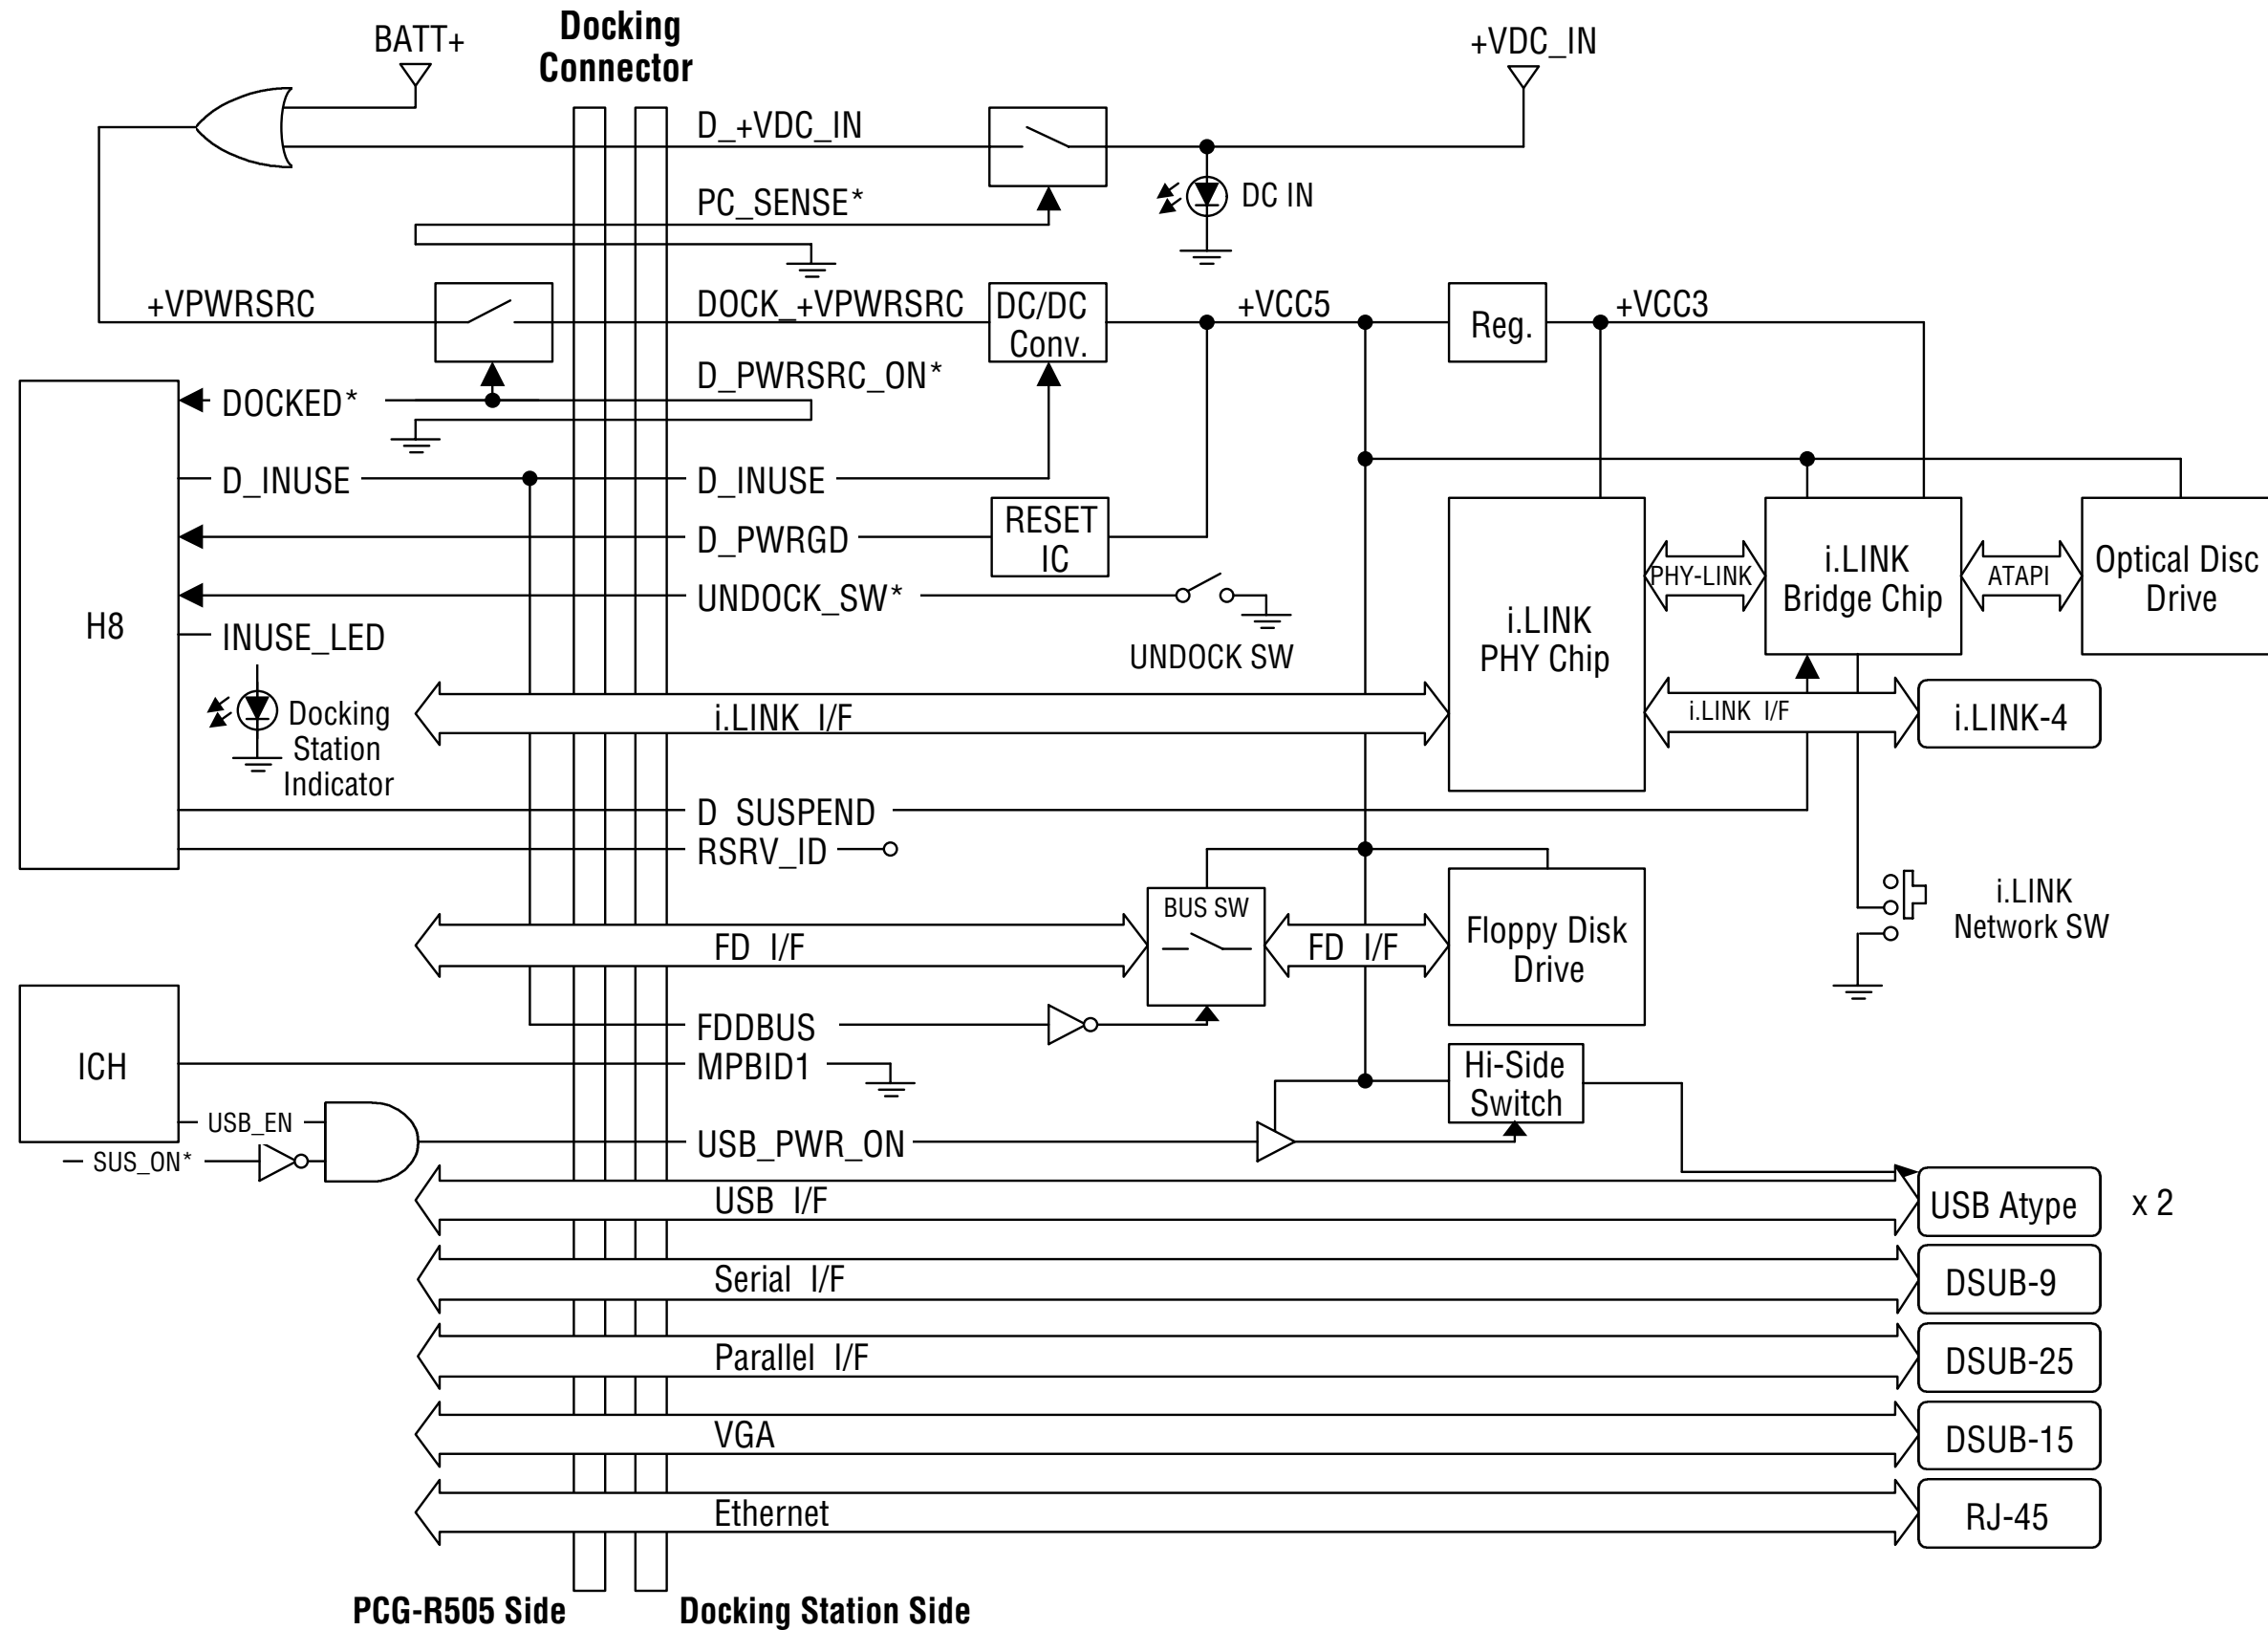 BATT+
Docking
Connector
+VDC_IN
D_+VDC_IN
PC_SENSE*
DC IN
+VPWRSRC
DOCK_+VPWRSRC
DC/DC
Conv.
+VCC5
Reg.
+VCC3
D_PWRSRC_ON*
DOCKED*
D_INUSE
D_INUSE
D_PWRGD
RESET
IC
UNDOCK_SW*
UNDOCK SW
H8
INUSE_LED
Docking
Station
Indicator
i.LINK I/F
i.LINK
PHY Chip
PHY-LINK
i.LINK
Bridge Chip
ATAPI
Optical Disc
Drive
i.LINK I/F
i.LINK-4
D SUSPEND
RSRV_ID
BUS SW
FD I/F
FD I/F
Floppy Disk
Drive
i.LINK
Network SW
FDDBUS
MPBID1
ICH
USB_EN
SUS_ON*
USB_PWR_ON
Hi-Side
Switch
USB I/F
USB Atype
x 2
Serial I/F
DSUB-9
Parallel I/F
DSUB-25
VGA
DSUB-15
Ethernet
RJ-45
PCG-R505 Side
Docking Station Side